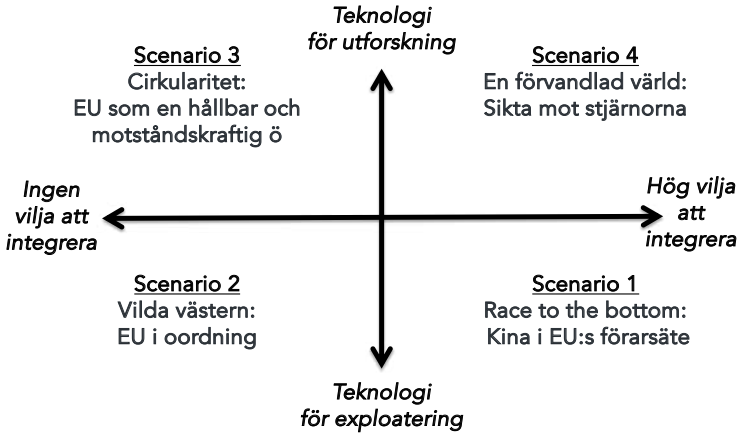 Teknologi
för utforskning
Scenario 3
Cirkularitet:
EU som en hållbar och
motståndskraftig ö
Scenario 4
En förvandlad värld:
Sikta mot stjärnorna
Ingen
vilja att
integrera
Hög vilja
att
integrera
Scenario 2
Vilda västern:
EU i oordning
Scenario 1
Race to the bottom:
Kina i EU:s förarsäte
Teknologi
för exploatering